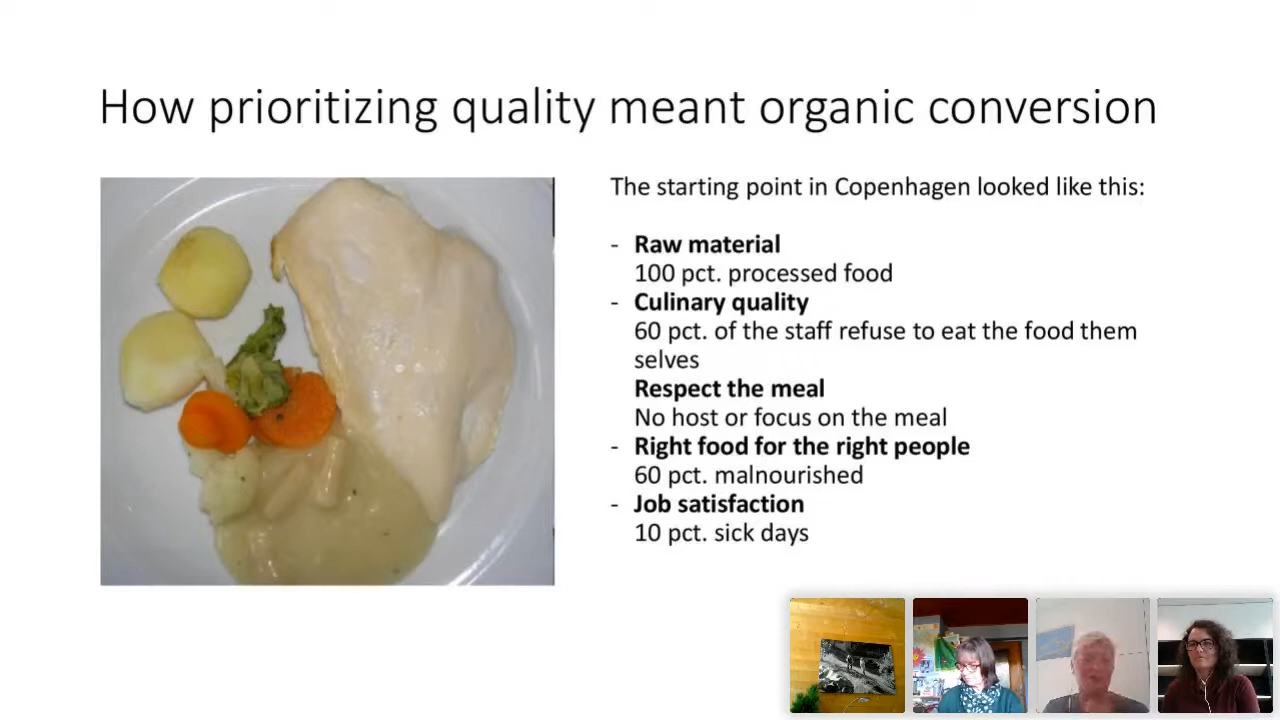 How prioritizing quality meant organic conversion
The starting point in Copenhagen looked like this:
- Raw material
100 pct. processed food
- Culinary quality
60 pct. of the staff refuse to eat the food them
selves
Respect the meal
No host or focus on the meal
- Right food for the right people
60 pct. malnourished
- Job satisfaction
10 pct. sick days